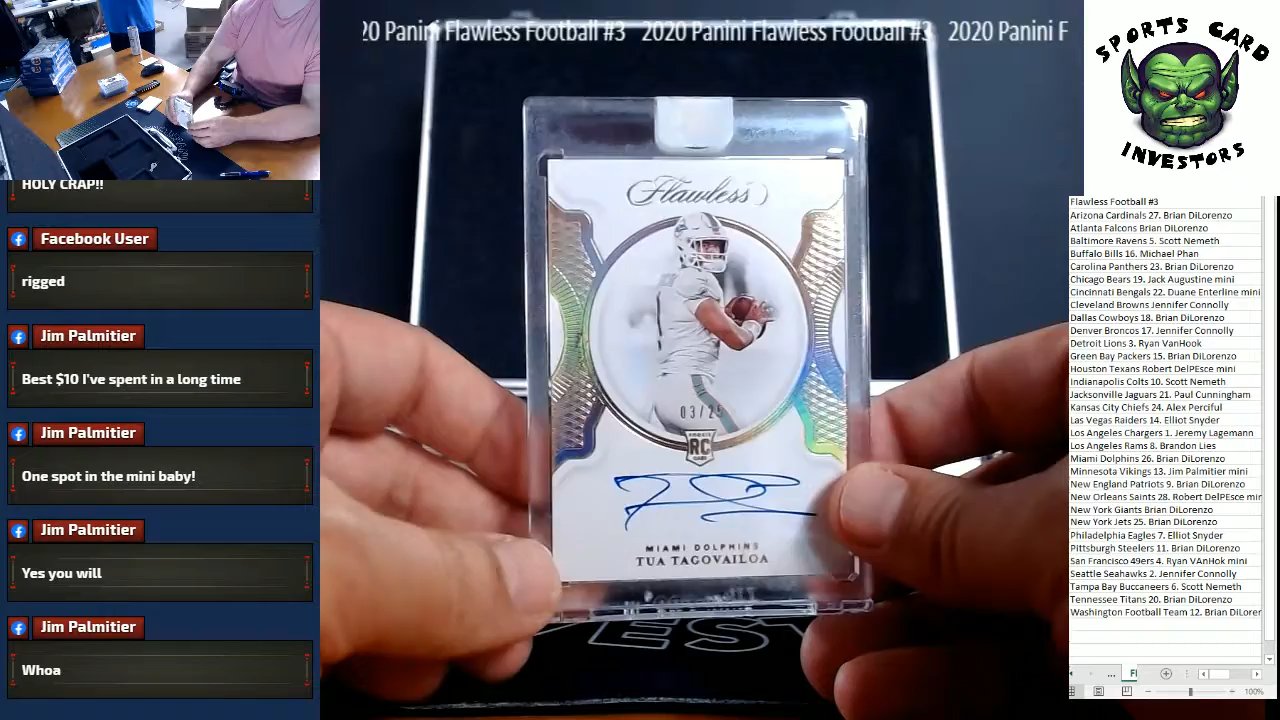 20 Panini Flawless Football #3 2020 Panini Flawless Football #3 2020 Panini F
SPORTS CARD
INVESTORS
HOLY CRAP!!
Facebook User
rigged
Jim Palmitier
Best $10 I've spent in a long time
Jim Palmitier
One spot in the mini baby!
Jim Palmitier
Yes you will
Jim Palmitier
Whoa
Flawless
03/25
RC
MIAMI DOLPHINS
TUA TAGOVAILOA
VEST
Flawless Football #3
Arizona Cardinals 27. Brian DiLorenzo
Atlanta Falcons Brian DiLorenzo
Baltimore Ravens 5. Scott Nemeth
Buffalo Bills 16. Michael Phan
Carolina Panthers 23. Brian DiLorenzo
Chicago Bears 19. Jack Augustine mini
Cincinnati Bengals 22. Duane Enterline mini
Cleveland Browns Jennifer Connolly
Dallas Cowboys 18. Brian DiLorenzo
Denver Broncos 17. Jennifer Connolly
Detroit Lions 3. Ryan VanHook
Green Bay Packers 15. Brian DiLorenzo
Houston Texans Robert DelPEsce mini
Indianapolis Colts 10. Scott Nemeth
Jacksonville Jaguars 21. Paul Cunningham
Kansas City Chiefs 24. Alex Perciful
Las Vegas Raiders 14. Elliot Snyder
Los Angeles Chargers 1. Jeremy Lagemann
Los Angeles Rams 8. Brandon Lies
Miami Dolphins 26. Brian DiLorenzo
Minnesota Vikings 13. Jim Palmitier mini
New England Patriots 9. Brian DiLorenzo
New Orleans Saints 28. Robert DelPEsce mir
New York Giants Brian DiLorenzo
New York Jets 25. Brian DiLorenzo
Philadelphia Eagles 7. Elliot Snyder
Pittsburgh Steelers 11. Brian DiLorenzo
San Francisco 49ers 4. Ryan VAnHok mini
Seattle Seahawks 2. Jennifer Connolly
Tampa Bay Buccaneers 6. Scott Nemeth
Tennessee Titans 20. Brian DiLorenzo
Washington Football Team 12. Brian DiLorer
... Fl
100%